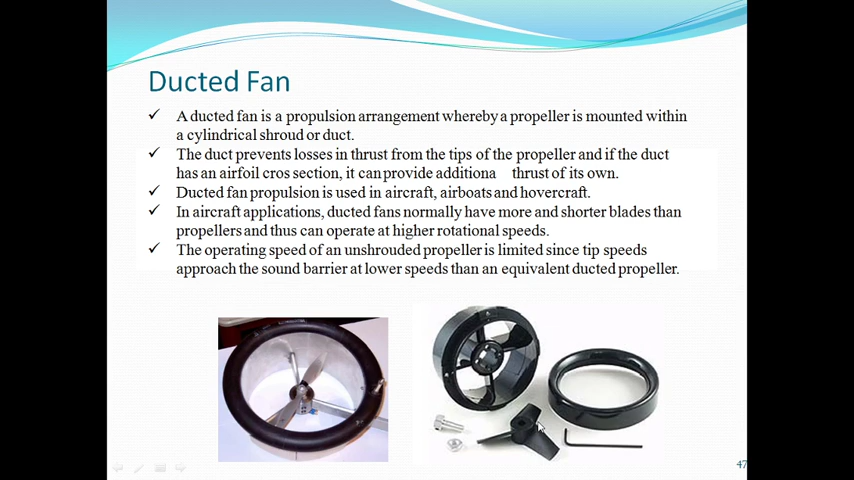 Ducted Fan
✓ A ducted fan is a propulsion arrangement whereby a propeller is mounted within
a cylindrical shroud or duct.
✓ The duct prevents losses in thrust from the tips of the propeller and if the duct
has an airfoil cros section, it can provide additiona thrust of its own.
✓ Ducted fan propulsion is used in aircraft, airboats and hovercraft.
✓ In aircraft applications, ducted fans normally have more and shorter blades than
propellers and thus can operate at higher rotational speeds.
✓ The operating speed of an unshrouded propeller is limited since tip speeds
approach the sound barrier at lower speeds than an equivalent ducted propeller.
47